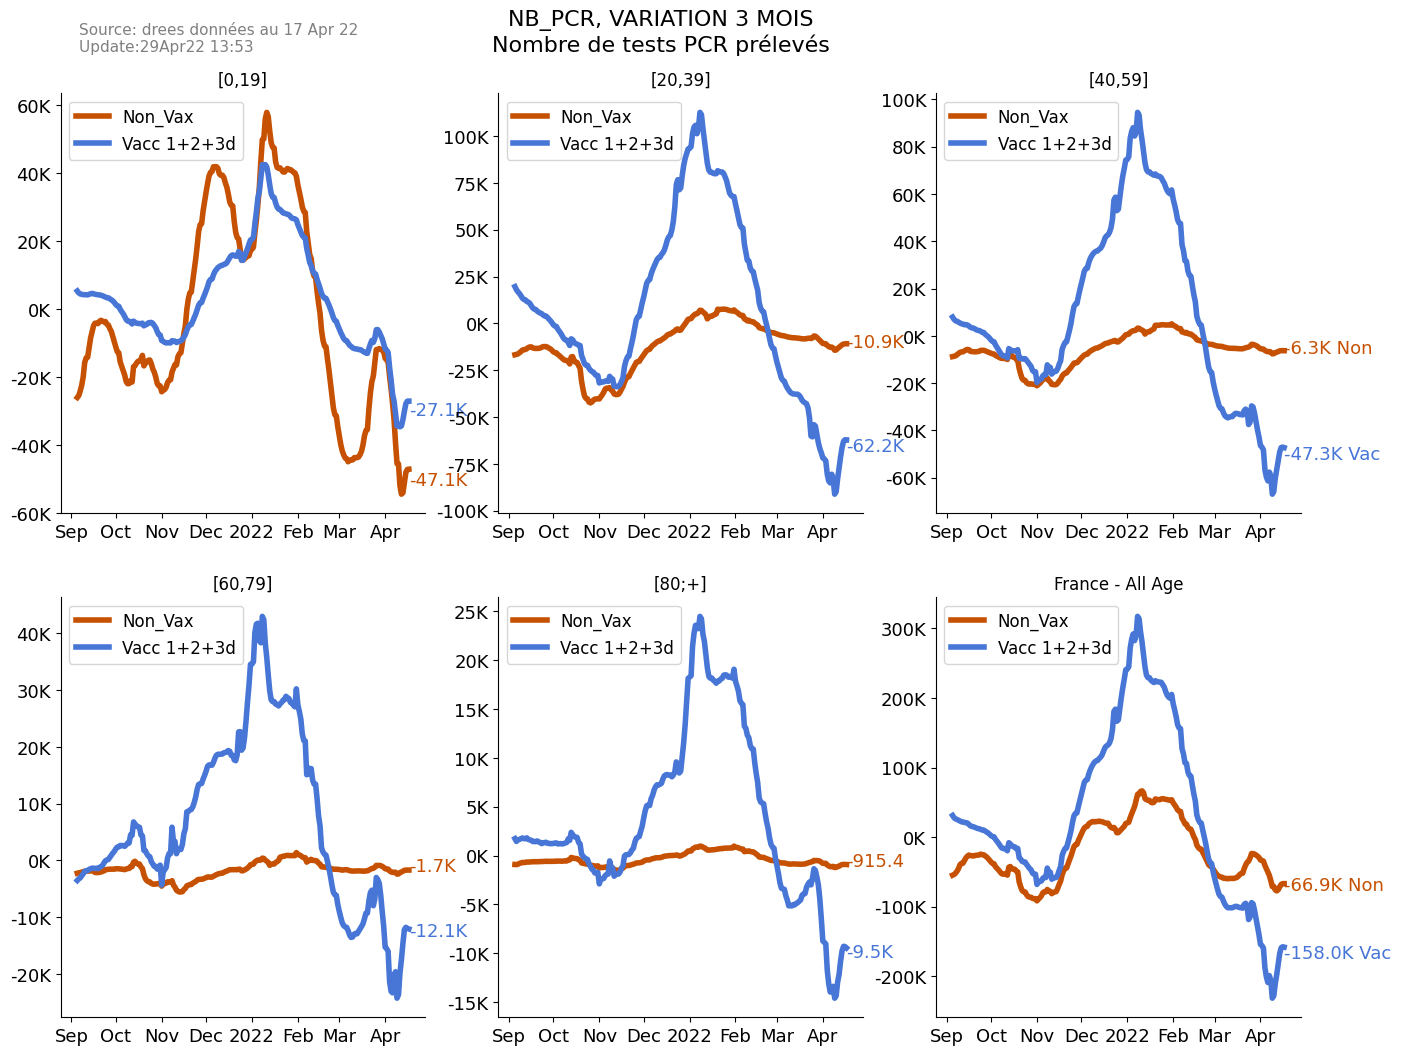 Source: drees données au 17 Apr 22
Update:29Apr22 13:53
NB_PCR, VARIATION 3 MOIS
Nombre de tests PCR prélevés
[0,19]
Non_Vax
Vacc 1+2+3d
60K
40K
20K
0K
-20K
-40K
-60K
-27.1K
-47.1K
Sep Oct Nov Dec 2022 Feb Mar Apr
[20,39]
Non_Vax
Vacc 1+2+3d
100K
75K
50K
25K
0K
-25K
-50K
-75K
-100K
-10.9K
-62.2K
Sep Oct Nov Dec 2022 Feb Mar Apr
[40,59]
Non_Vax
Vacc 1+2+3d
100K
80K
60K
40K
20K
0K
-20K
-40K
-60K
-6.3K Non
-47.3K Vac
Sep Oct Nov Dec 2022 Feb Mar Apr
[60,79]
Non_Vax
Vacc 1+2+3d
40K
30K
20K
10K
0K
-10K
-20K
-1.7K
-12.1K
Sep Oct Nov Dec 2022 Feb Mar Apr
[80;+]
Non_Vax
Vacc 1+2+3d
25K
20K
15K
10K
5K
0K
-5K
-10K
-15K
-915.4
-9.5K
Sep Oct Nov Dec 2022 Feb Mar Apr
France - All Age
Non_Vax
Vacc 1+2+3d
300K
200K
100K
0K
-100K
-200K
-66.9K Non
-158.0K Vac
Sep Oct Nov Dec 2022 Feb Mar Apr